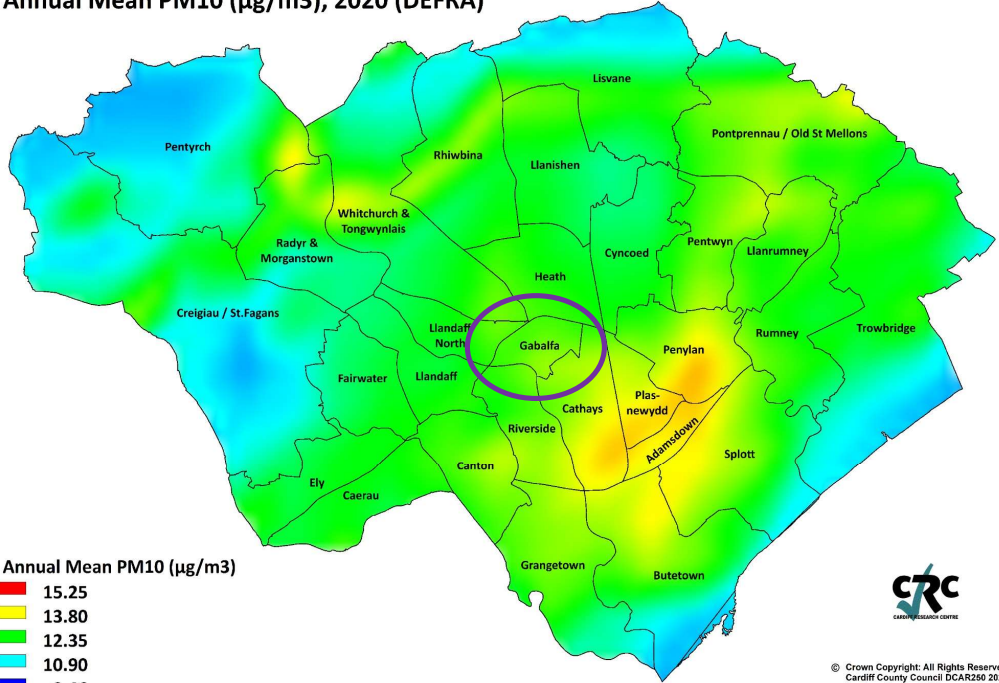 Annual Mean PM10 (µg/m3), 2020 (DEFRA)
Lisvane
Pontprennau / Old St Mellons
Pentyrch
Rhiwbina
Llanishen
Whitchurch &
Tongwynlais
Radyr &
Morganstown
Cyncoed
Pentwyn
Llanrumney
Heath
Creigiau / St.Fagans
Llandaff
North
Gabalfa
Penylan
Rumney
Trowbridge
Fairwater
Llandaff
Plas-
newydd
Cathays
Riverside
Adamsdown
Splott
Canton
Ely
Caerau
Grangetown
Butetown
Annual Mean PM10 (µg/m3)
15.25
13.80
12.35
10.90
CRC
CARDIFF RESEARCH CENTRE
© Crown Copyright: All Rights Reserve
Cardiff County Council DCAR250 20